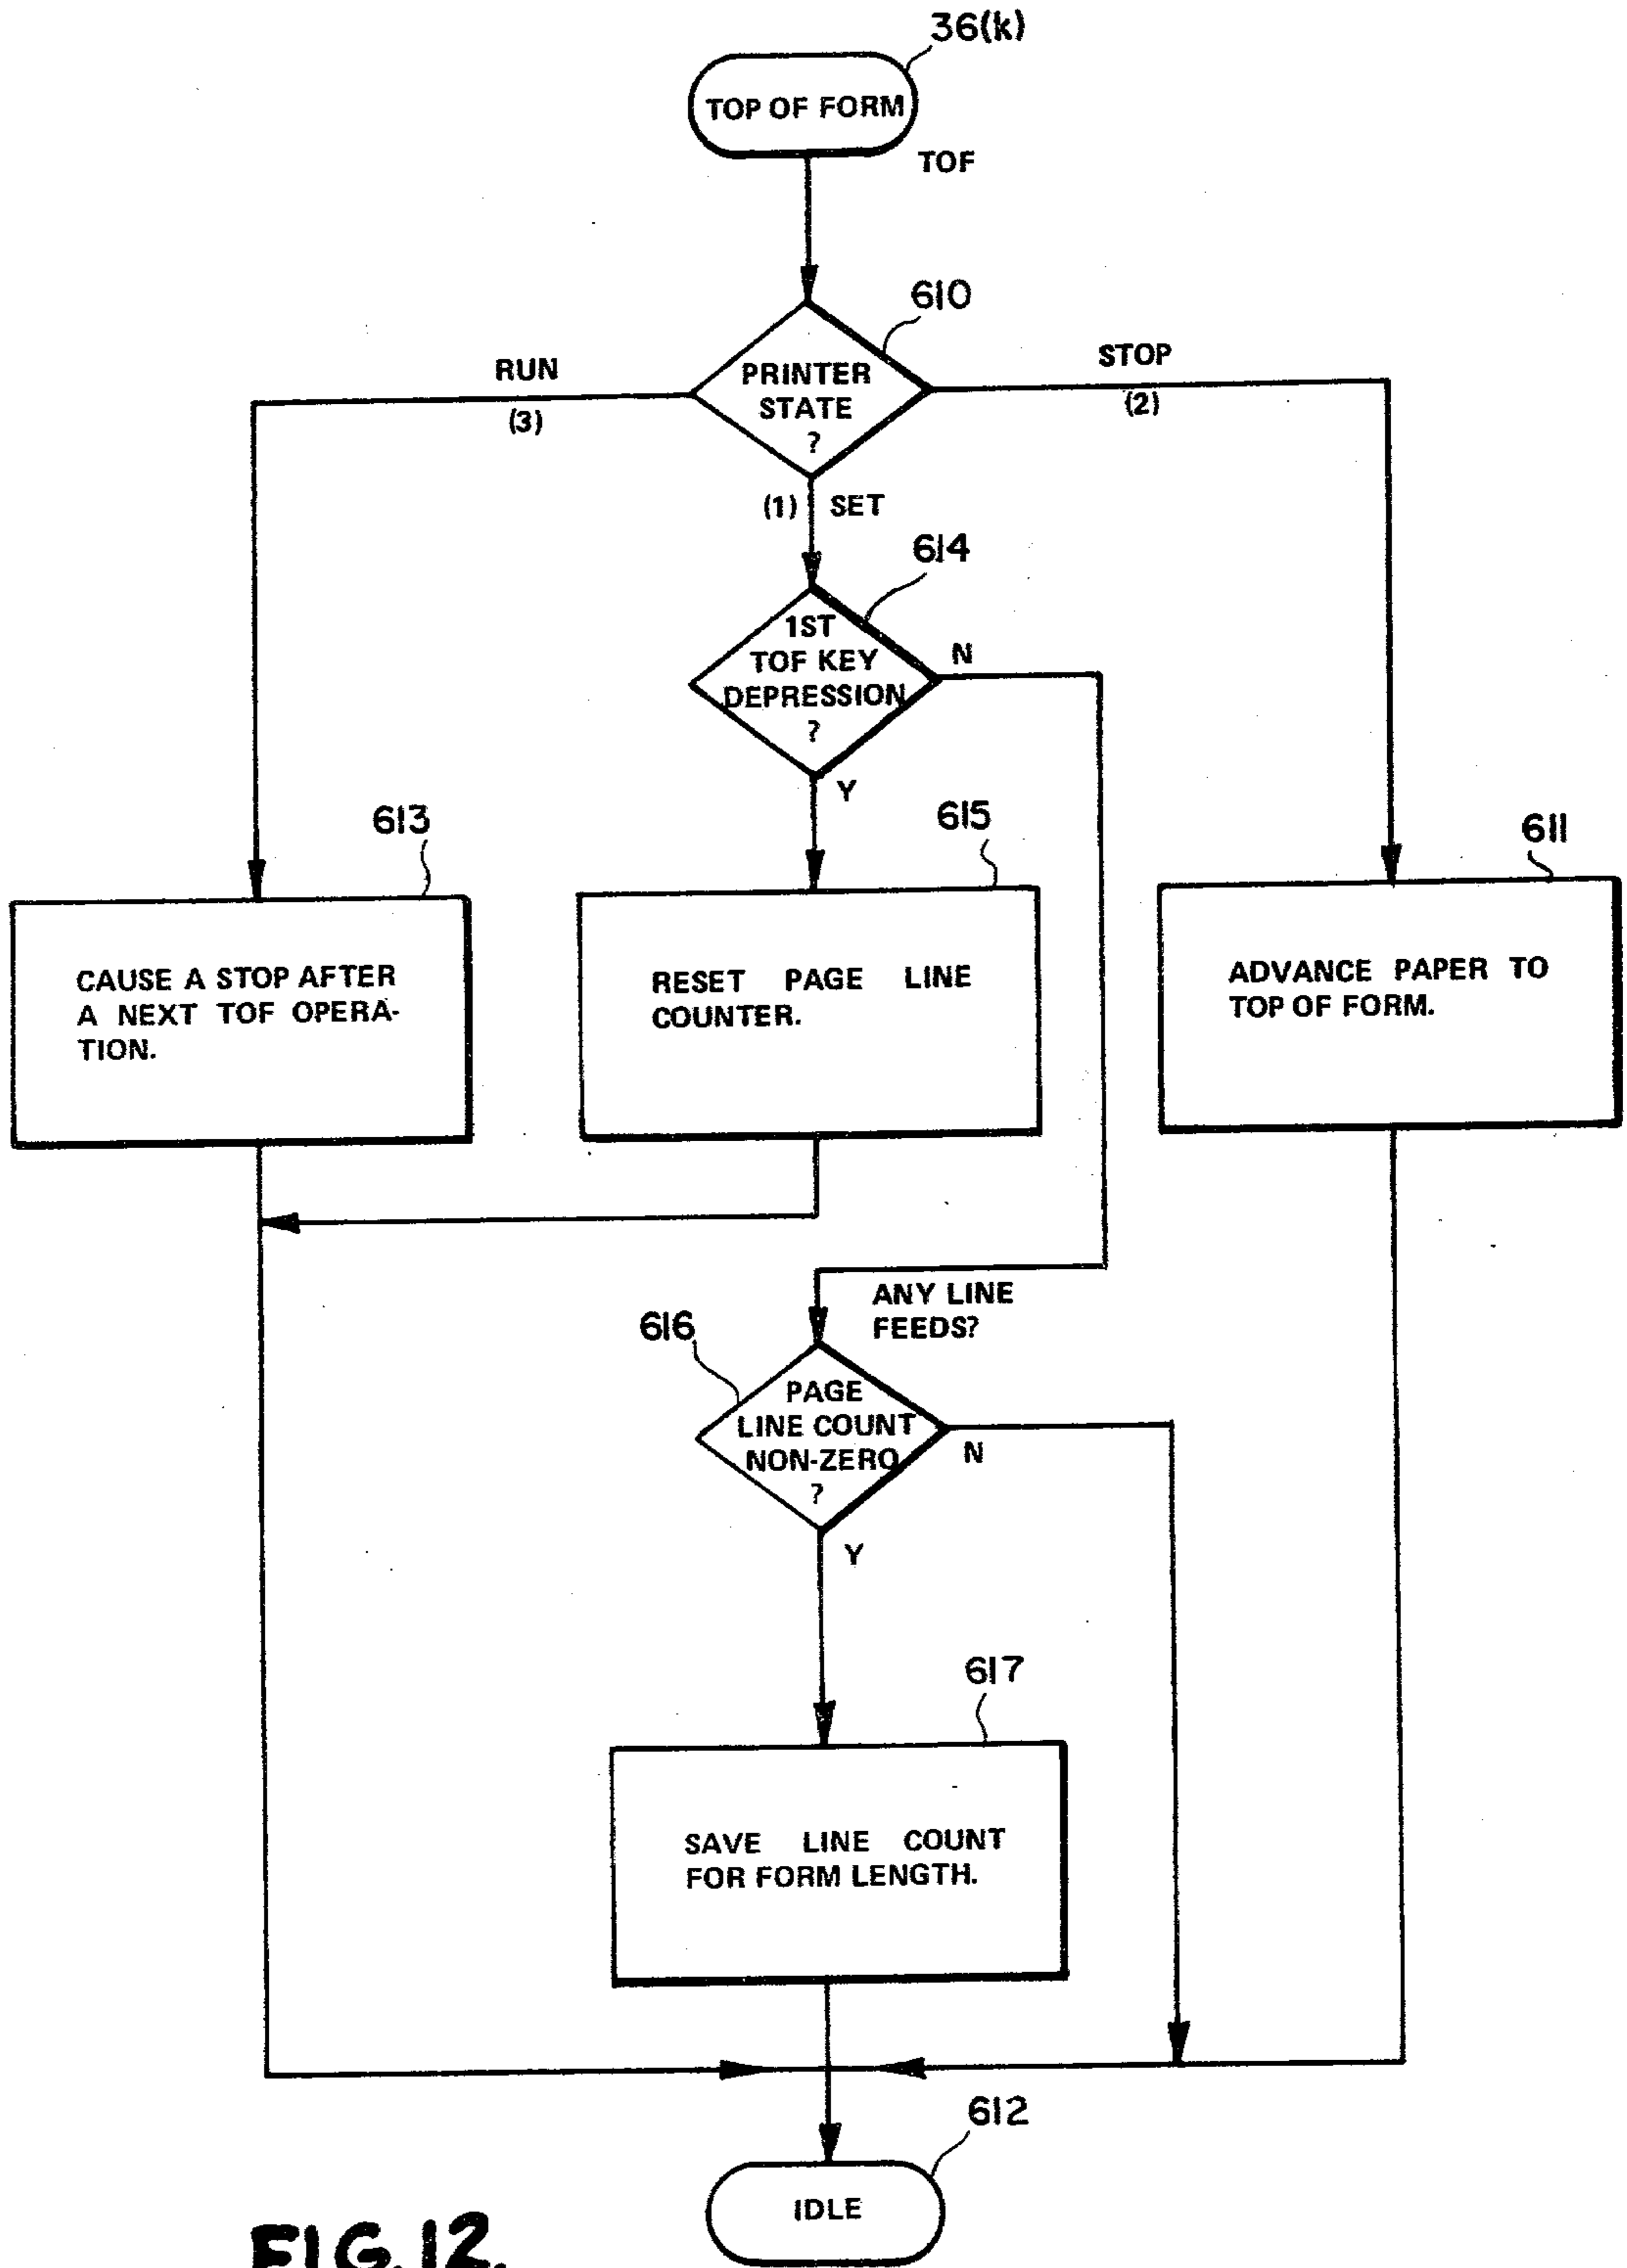 36(k)
TOP OF FORM
TOF
610
PRINTER
STATE
?
RUN
(3)
STOP
(2)
(1) SET
614
1ST
TOF KEY
DEPRESSION
?
N
Y
613
CAUSE A STOP AFTER
A NEXT TOF OPERA-
TION.
615
RESET PAGE LINE
COUNTER.
611
ADVANCE PAPER TO
TOP OF FORM.
ANY LINE
FEEDS?
616
PAGE
LINE COUNT
NON-ZERO
?
N
Y
617
SAVE LINE COUNT
FOR FORM LENGTH.
612
IDLE
FIG. 12.